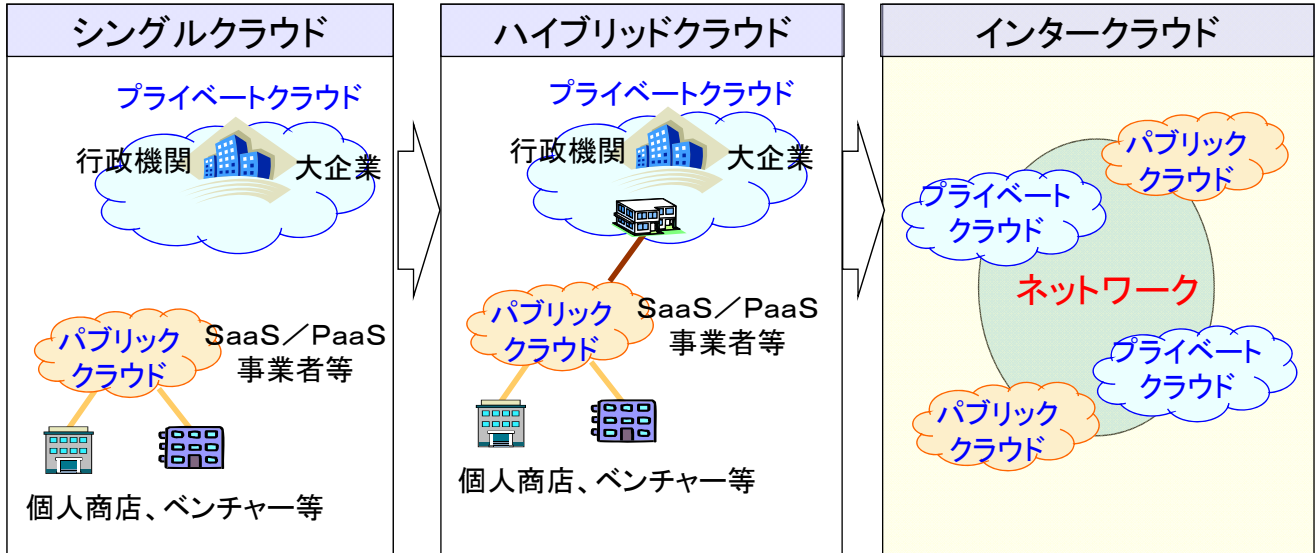 シングルクラウド
プライベートクラウド
行政機関
大企業
パブリック
クラウド
SaaS／PaaS
事業者等
個人商店、ベンチャー等
ハイブリッドクラウド
プライベートクラウド
行政機関
大企業
パブリック
クラウド
SaaS／PaaS
事業者等
個人商店、ベンチャー等
インタークラウド
パブリック
クラウド
プライベート
クラウド
ネットワーク
プライベート
クラウド
パブリック
クラウド